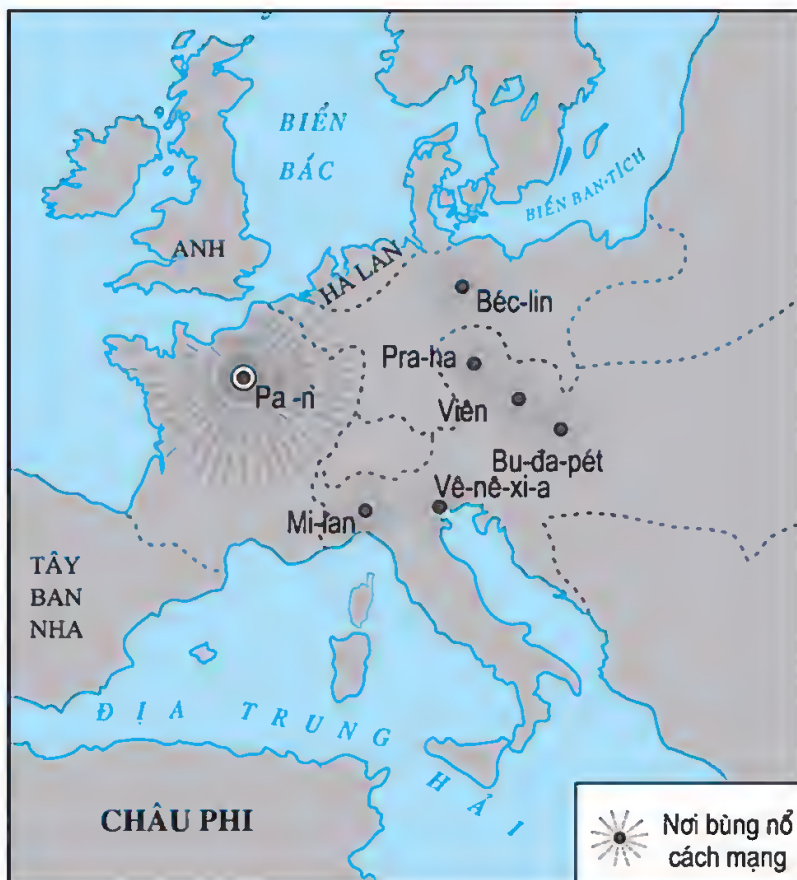 BIỂN
BẮC
BIỂN BAN-TÍCH
ANH
HÀ LAN
Béc-lin
Pra-ha
Pa-ri
Viên
Bu-đa-pét
Vê-nê-xi-a
Mi-lan
TÂY
BAN
NHA
ĐỊA TRUNG HẢI
CHÂU PHI
Nơi bùng nổ
cách mạng